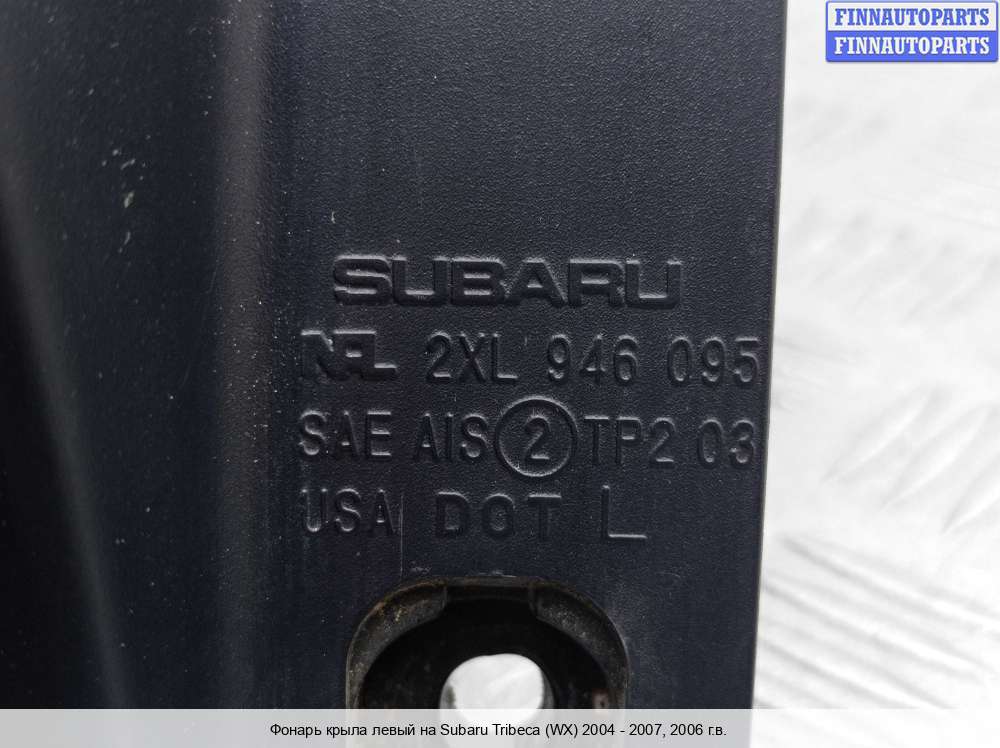 FINNAUTOPARTS
FINNAUTOPARTS
SUBARU
NAL 2XL 946 095
SAE AIS 2 TP2 03
USA DOT L
Фонарь крыла левый на Subaru Tribeca (WX) 2004 - 2007, 2006 г.в.